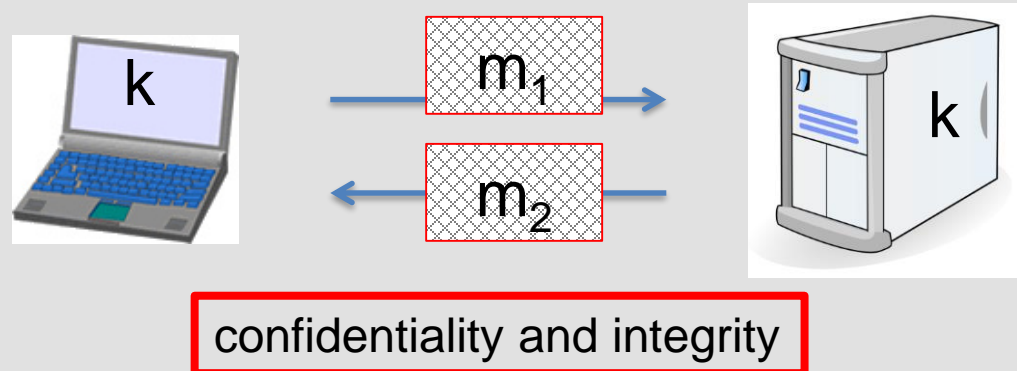 k
m₁
k
m₂
confidentiality and integrity